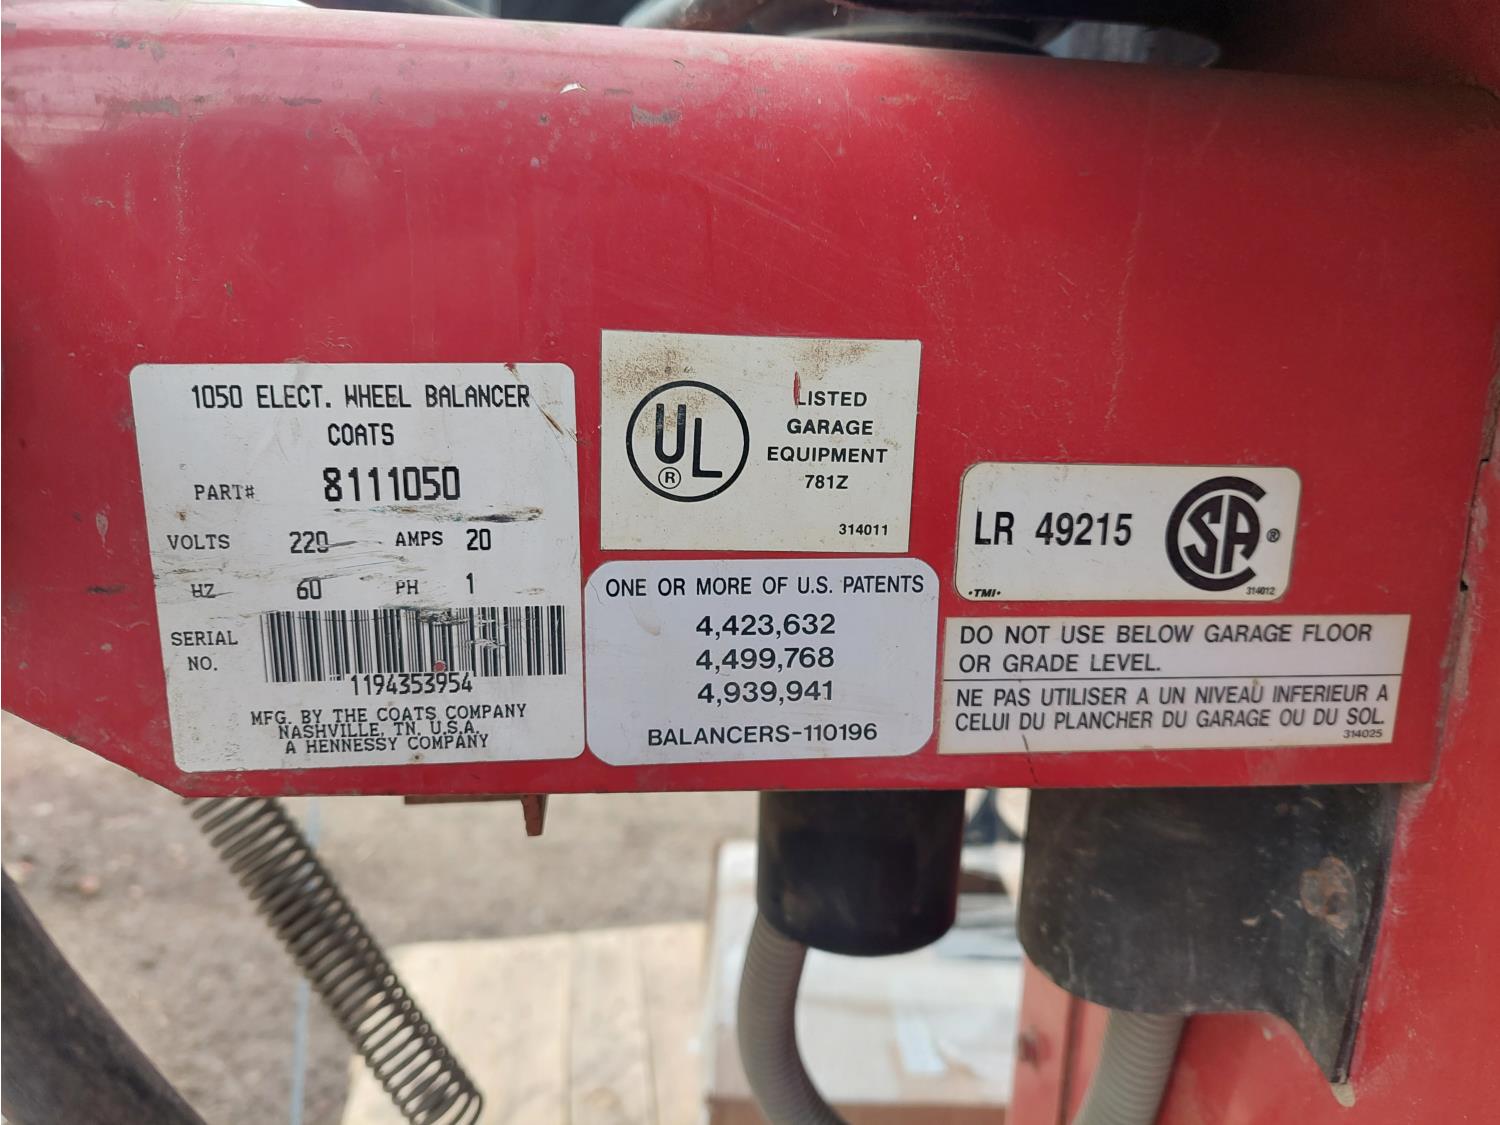 1050 ELECT. WHEEL BALANCER
COATS
PART# 8111050
VOLTS 220 AMPS 20
HZ 60 PH 1
SERIAL
NO.
1194353954
MFG. BY THE COATS COMPANY
NASHVILLE, TN. U.S.A.
A HENNESSY COMPANY
UL
®
LISTED
GARAGE
EQUIPMENT
781Z
314011
ONE OR MORE OF U.S. PATENTS
4,423,632
4,499,768
4,939,941
BALANCERS-110196
LR 49215 SA ®
•TMI•
314012
DO NOT USE BELOW GARAGE FLOOR
OR GRADE LEVEL.
NE PAS UTILISER A UN NIVEAU INFERIEUR A
CELUI DU PLANCHER DU GARAGE OU DU SOL.
314025